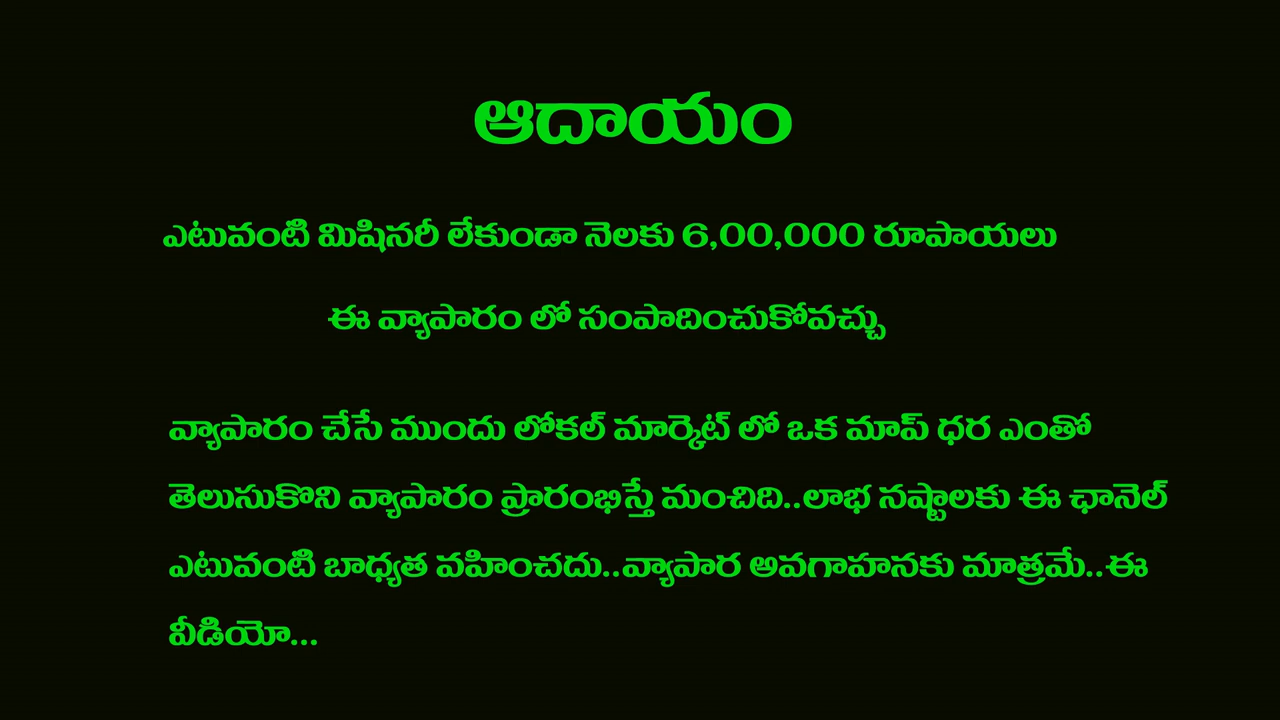 ఆదాయం
ఎటువంటి మిషినరీ లేకుండా నెలకు 6,00,000 రూపాయలు
ఈ వ్యాపారం లో సంపాదించుకోవచ్చు
వ్యాపారం చేసే ముందు లోకల్ మార్కెట్ లో ఒక మాప్ ధర ఎంతో
తెలుసుకొని వ్యాపారం ప్రారంభిస్తే మంచిది..లాభ నష్టాలకు ఈ ఛానెల్
ఎటువంటి బాధ్యత వహించదు..వ్యాపార అవగాహనకు మాత్రమే..ఈ
వీడియో...